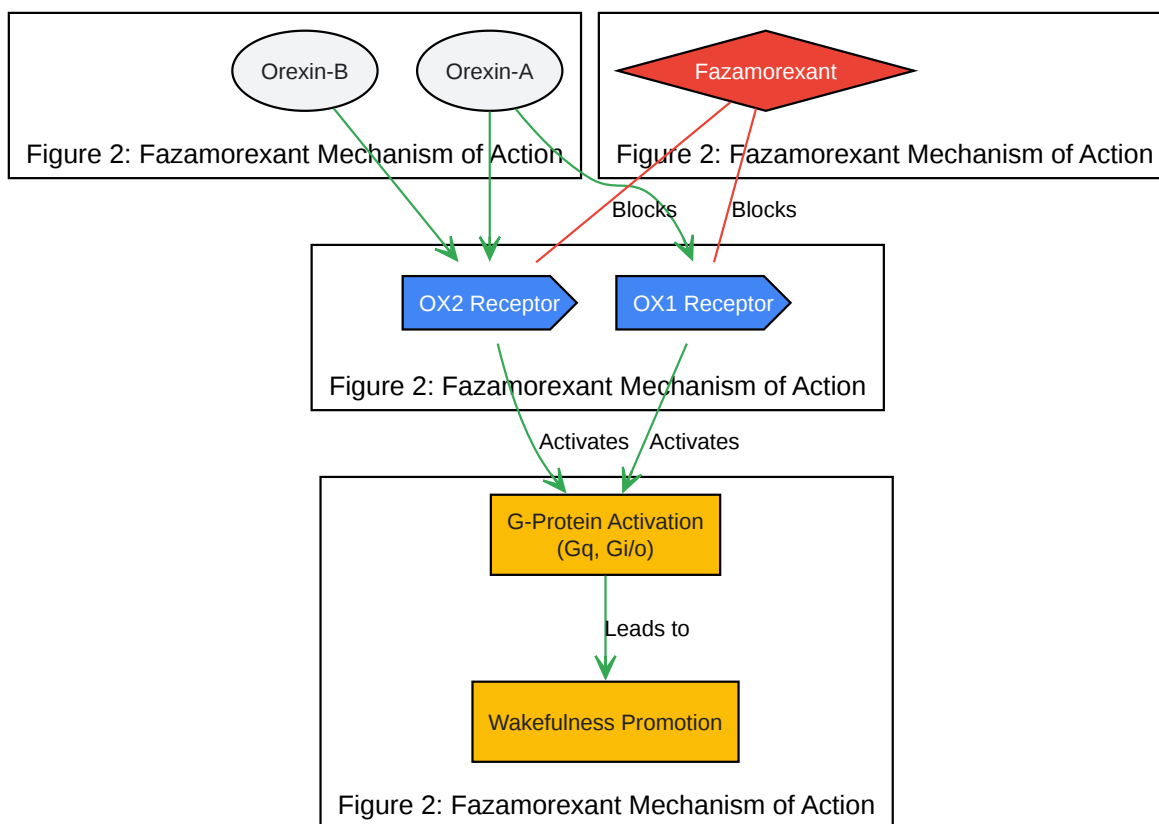 Orexin-B
Orexin-A
Fazamorexant
Figure 2: Fazamorexant Mechanism of Action
Figure 2: Fazamorexant Mechanism of Action
Blocks
Blocks
OX2 Receptor
OX1 Receptor
Figure 2: Fazamorexant Mechanism of Action
Activates
Activates
G-Protein Activation
(Gq, Gi/o)
Leads to
Wakefulness Promotion
Figure 2: Fazamorexant Mechanism of Action